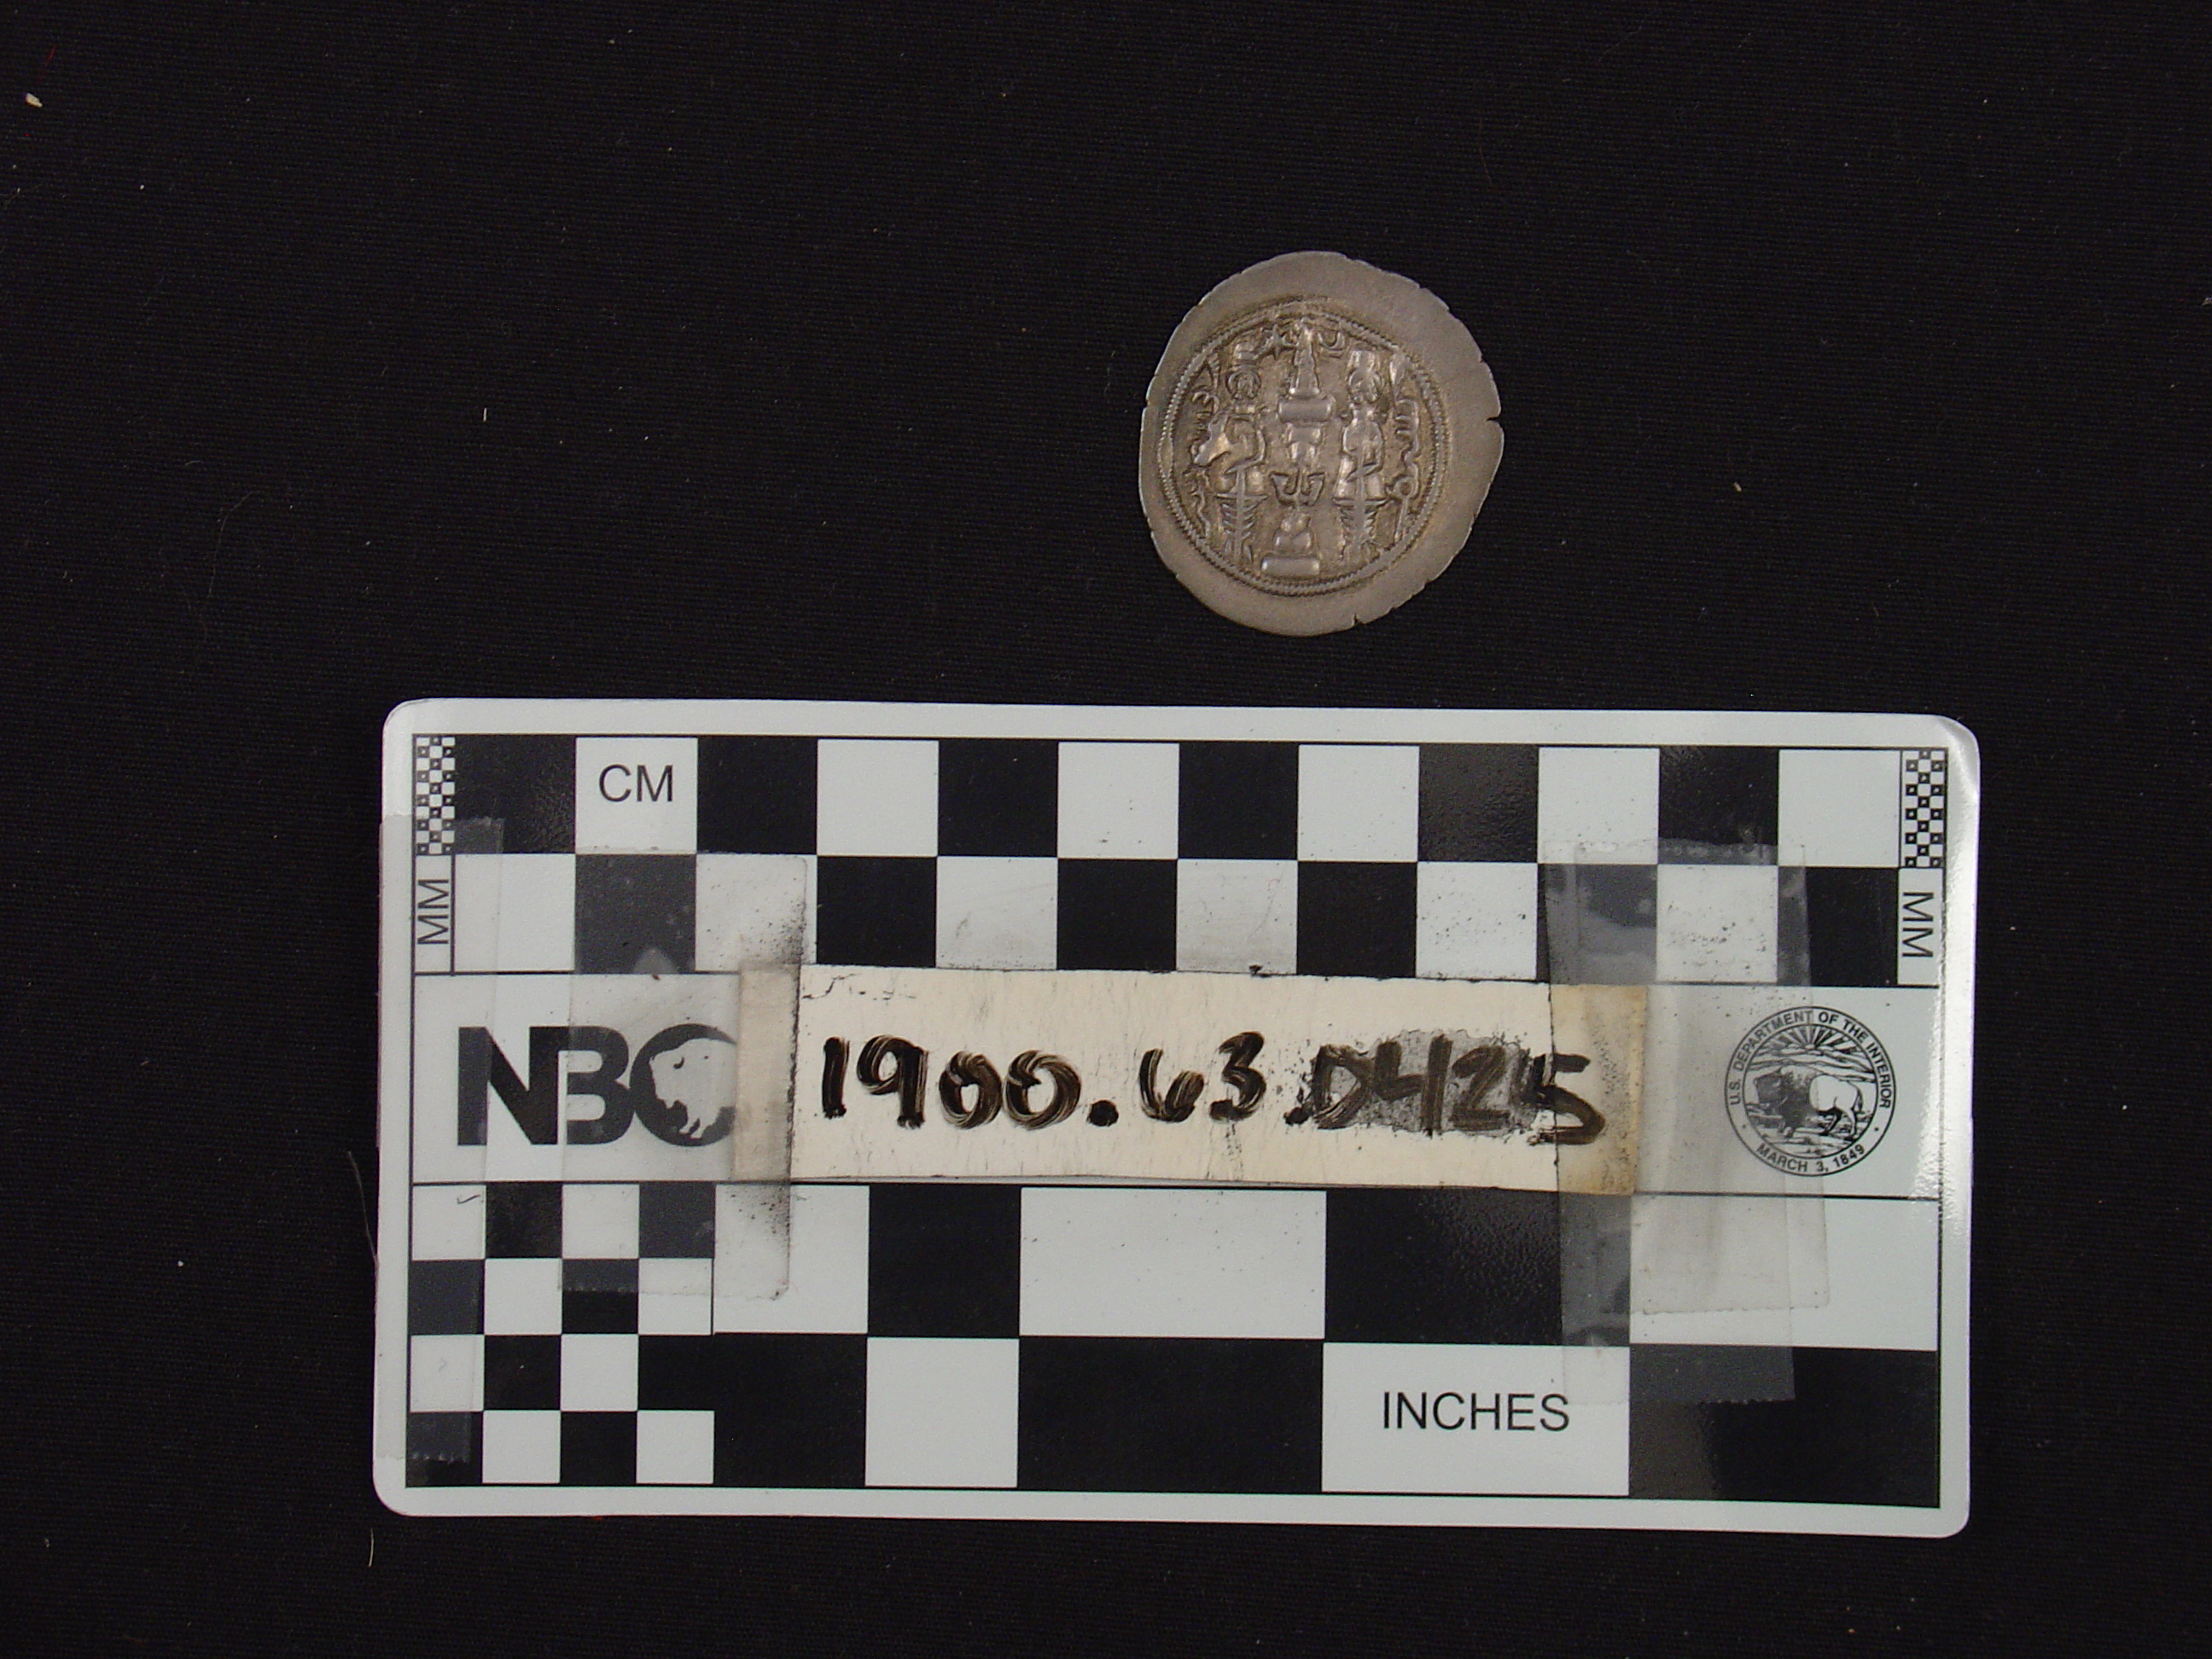 CM
MM
MM
NBC
1900.63.D425
U.S. DEPARTMENT OF THE INTERIOR
MARCH 3, 1849
INCHES